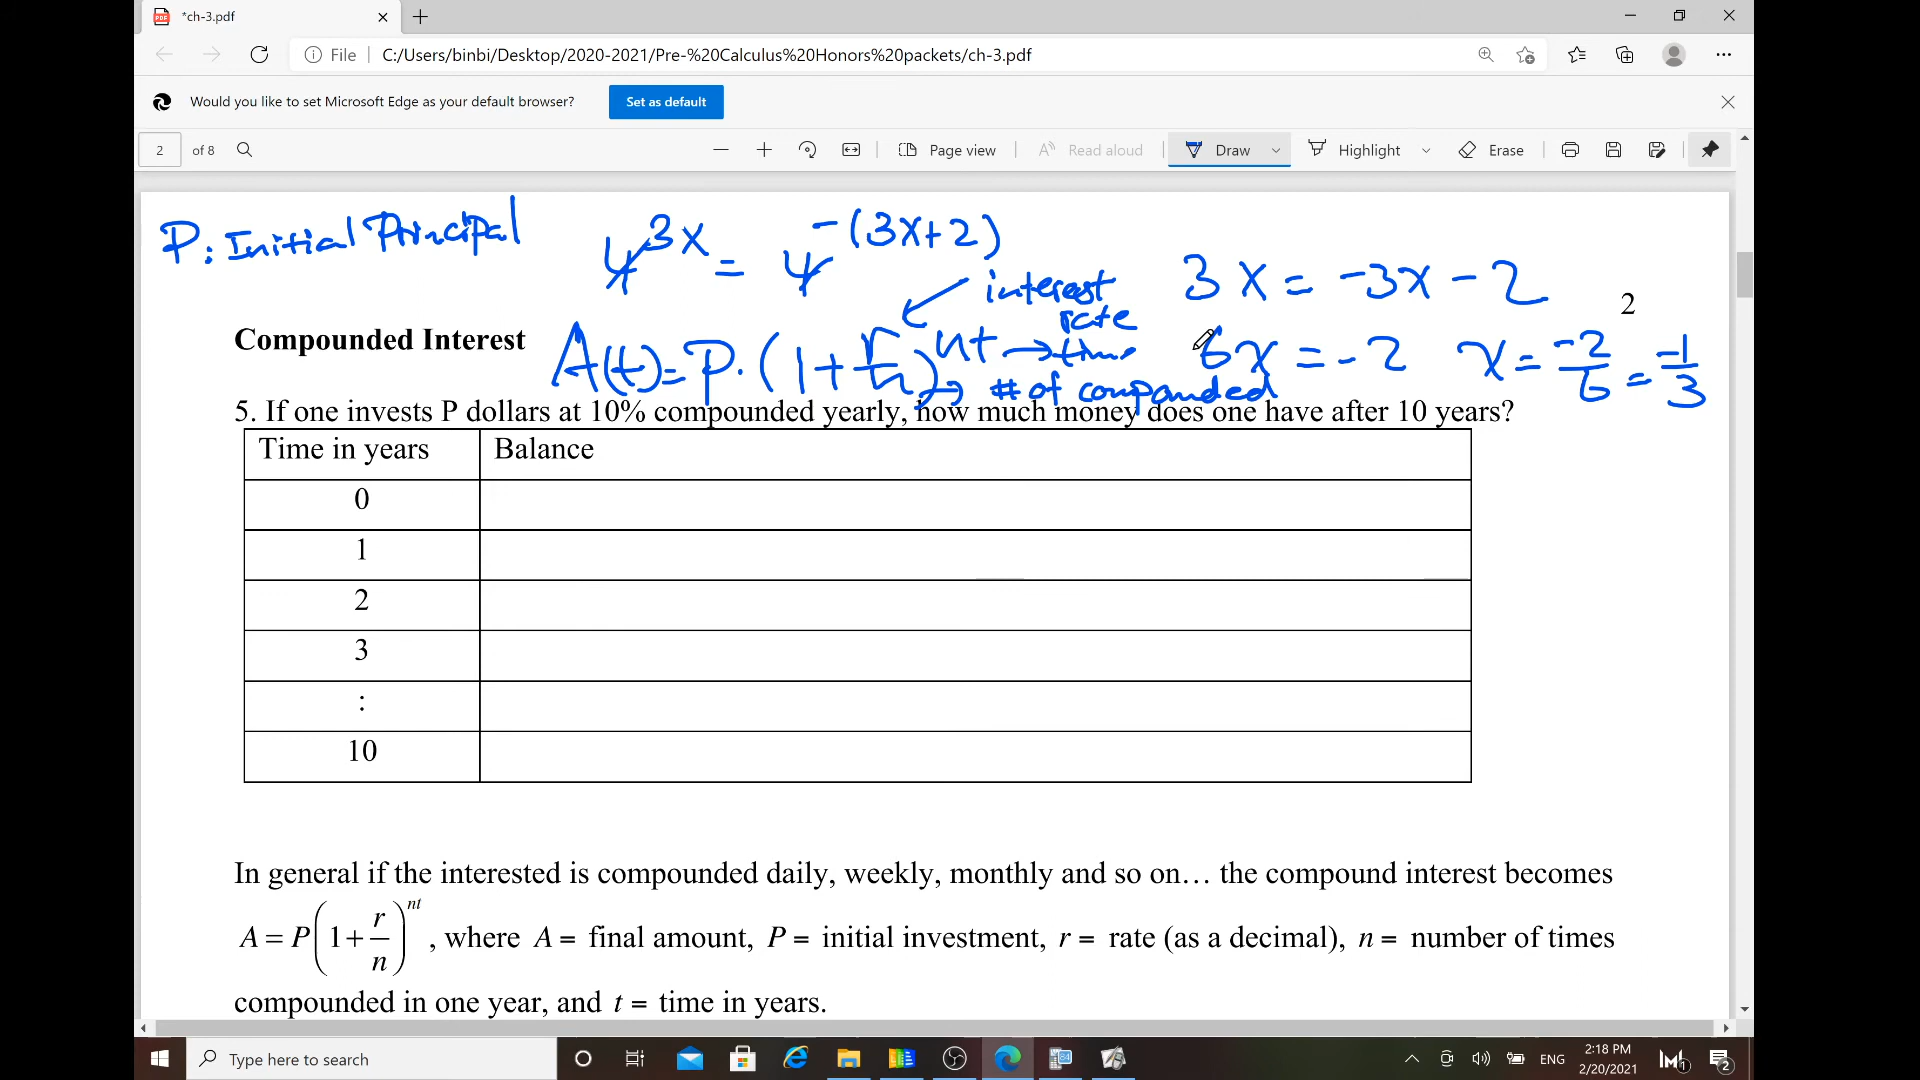 *ch-3.pdf
File
C:/Users/binbi/Desktop/2020-2021/Pre-%20Calculus%20Honors%20packets/ch-3.pdf
Would you like to set Microsoft Edge as your default browser?
Set as default
2 of 8
Page view
Read aloud
Draw
Highlight
Erase
P: Initial Principal
4^3x = 4^-(3x+2)
3x = -3x - 2
interest
rate
2
Compounded Interest
A(t) = P·(1+r/n)^nt → time
6x = -2 x = -2/6 = -1/3
→ # of compounded
5. If one invests P dollars at 10% compounded yearly, how much money does one have after 10 years?
Time in years Balance
0
1
2
3
:
10
In general if the interested is compounded daily, weekly, monthly and so on… the compound interest becomes
A = P(1+r/n)^nt, where A = final amount, P = initial investment, r = rate (as a decimal), n = number of times
compounded in one year, and t = time in years.
Type here to search
ENG
2:18 PM
2/20/2021
2